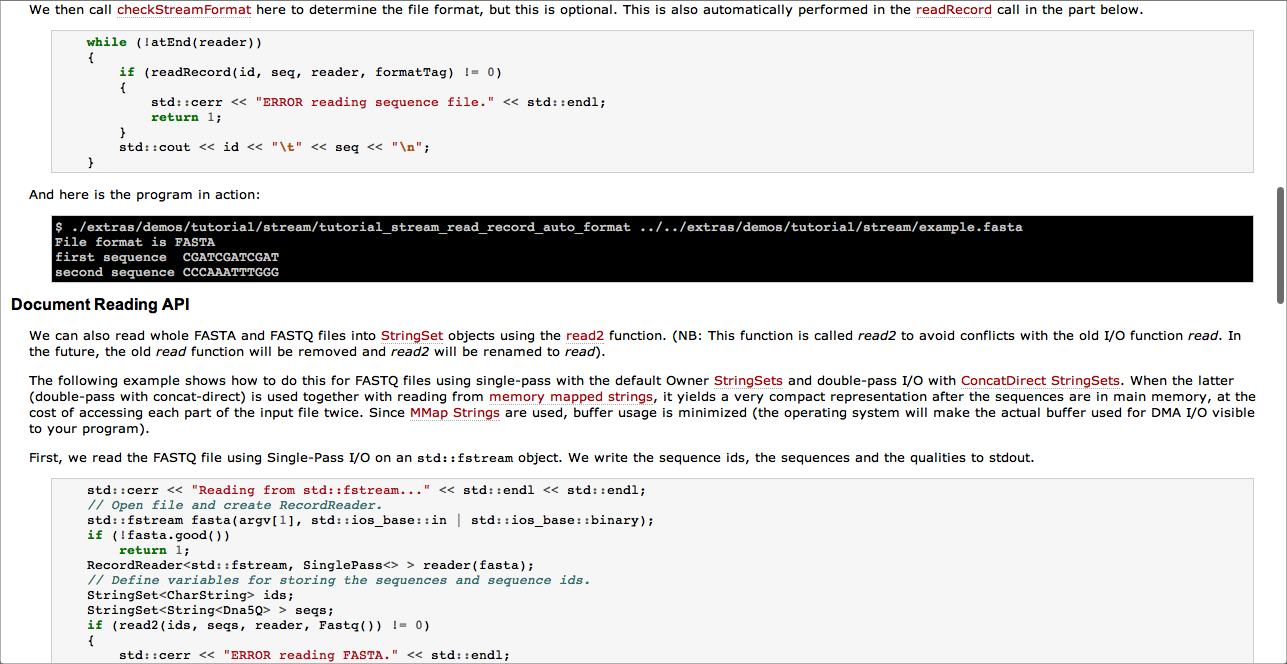 We then call checkStreamFormat here to determine the file format, but this is optional. This is also automatically performed in the readRecord call in the part below.
while (!atEnd(reader))
{
if (readRecord(id, seq, reader, formatTag) != 0)
{
std::cerr << "ERROR reading sequence file." << std::endl;
return 1;
}
std::cout << id << "\t" << seq << "\n";
}
And here is the program in action:
$ ./extras/demos/tutorial/stream/tutorial_stream_read_record_auto_format ../../extras/demos/tutorial/stream/example.fasta
File format is FASTA
first sequence  CGATCGATCGAT
second sequence CCCAAATTTGGG
Document Reading API
We can also read whole FASTA and FASTQ files into StringSet objects using the read2 function. (NB: This function is called read2 to avoid conflicts with the old I/O function read. In
the future, the old read function will be removed and read2 will be renamed to read).
The following example shows how to do this for FASTQ files using single-pass with the default Owner StringSets and double-pass I/O with ConcatDirect StringSets. When the latter
(double-pass with concat-direct) is used together with reading from memory mapped strings, it yields a very compact representation after the sequences are in main memory, at the
cost of accessing each part of the input file twice. Since MMap Strings are used, buffer usage is minimized (the operating system will make the actual buffer used for DMA I/O visible
to your program).
First, we read the FASTQ file using Single-Pass I/O on an std::fstream object. We write the sequence ids, the sequences and the qualities to stdout.
std::cerr << "Reading from std::fstream..." << std::endl << std::endl;
// Open file and create RecordReader.
std::fstream fasta(argv[1], std::ios_base::in | std::ios_base::binary);
if (!fasta.good())
return 1;
RecordReader<std::fstream, SinglePass<> > reader(fasta);
// Define variables for storing the sequences and sequence ids.
StringSet<CharString> ids;
StringSet<String<Dna5Q> > seqs;
if (read2(ids, seqs, reader, Fastq()) != 0)
{
std::cerr << "ERROR reading FASTA." << std::endl;